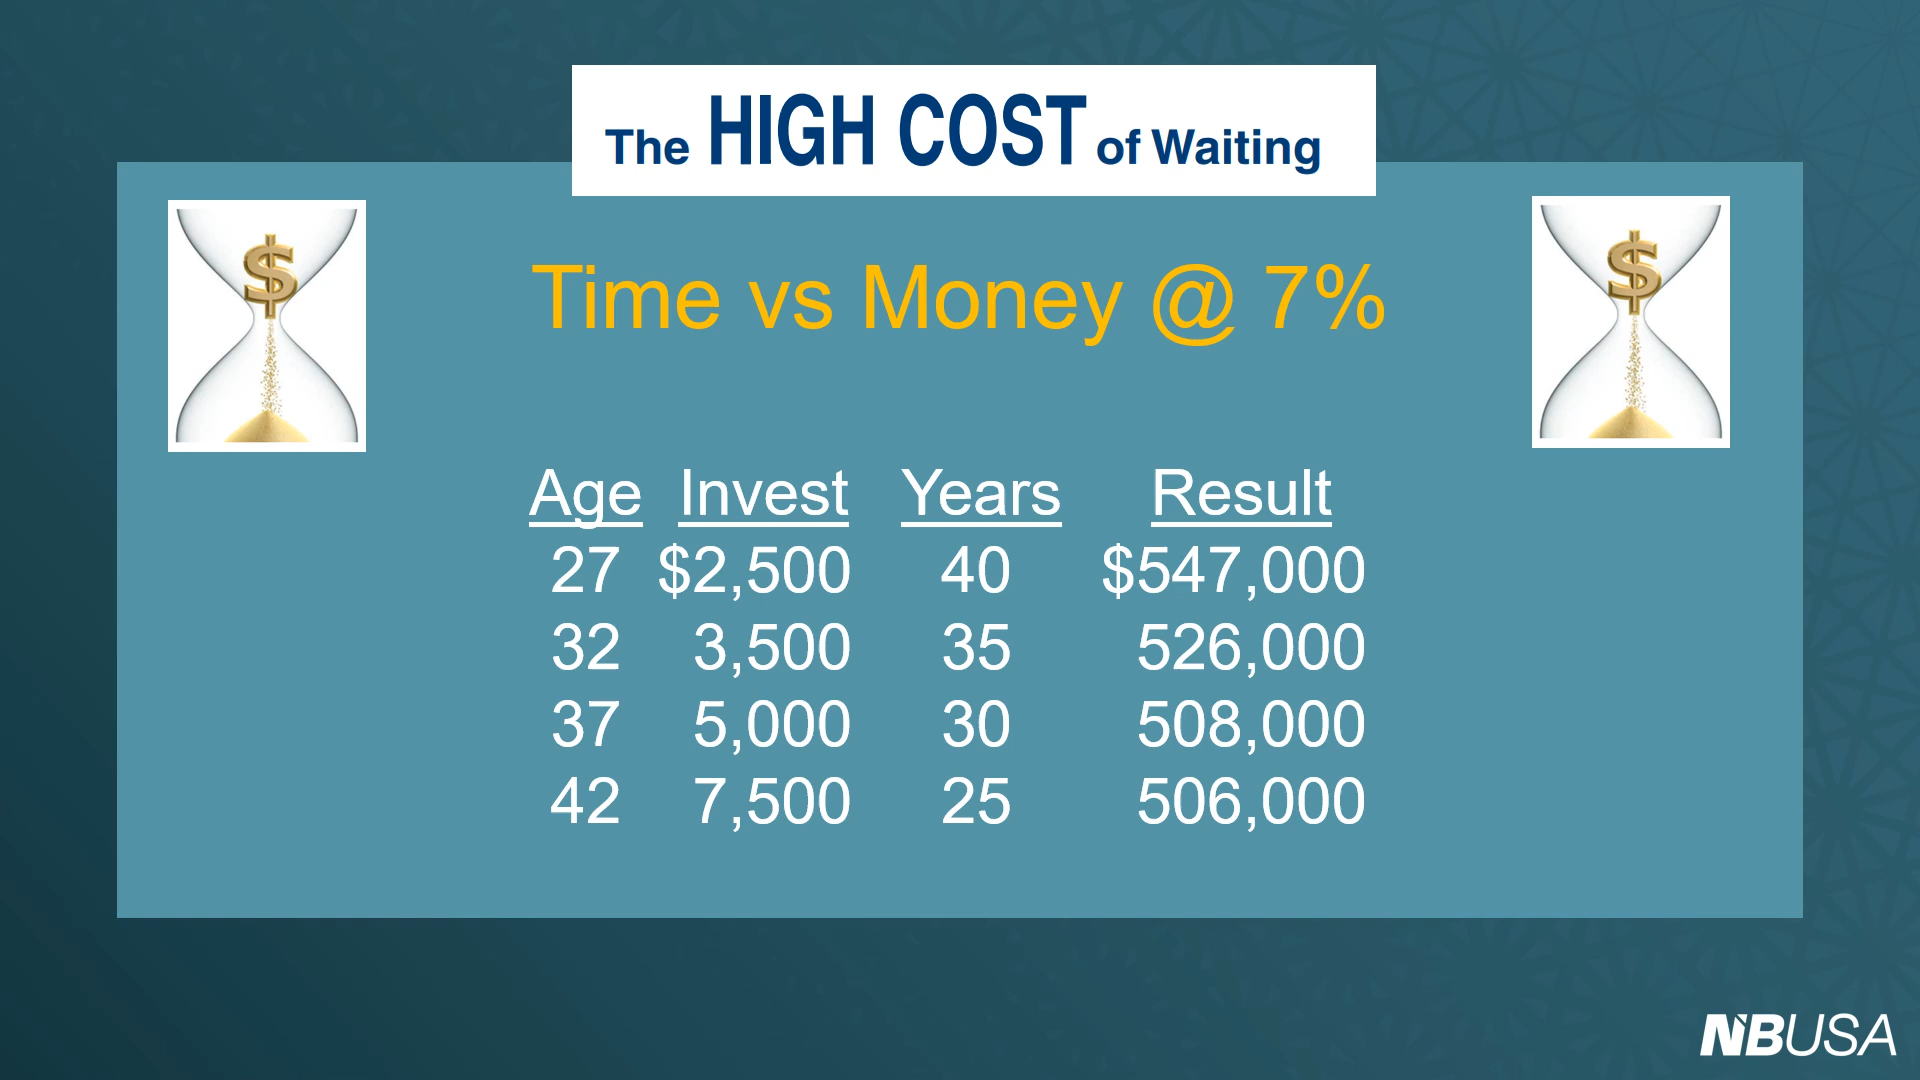 The HIGH COST of Waiting
Time vs Money @ 7%
Age Invest Years Result
27 $2,500 40 $547,000
32 3,500 35 526,000
37 5,000 30 508,000
42 7,500 25 506,000
NBUSA